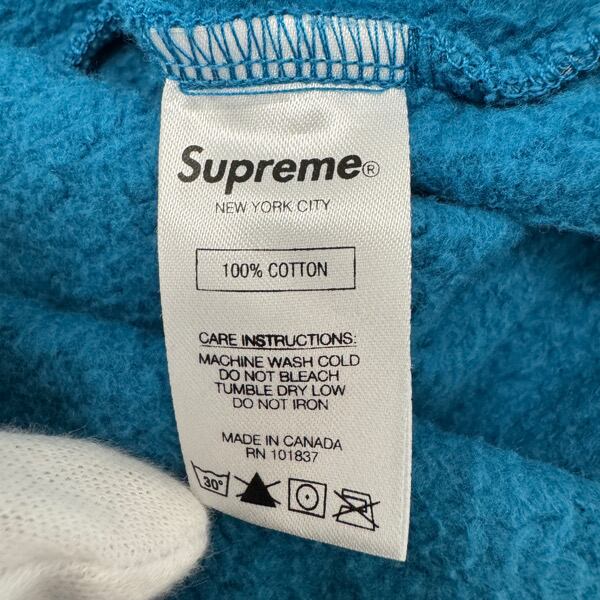 Supreme®
NEW YORK CITY
100% COTTON
CARE INSTRUCTIONS:
MACHINE WASH COLD
DO NOT BLEACH
TUMBLE DRY LOW
DO NOT IRON
MADE IN CANADA
RN 101837
30°